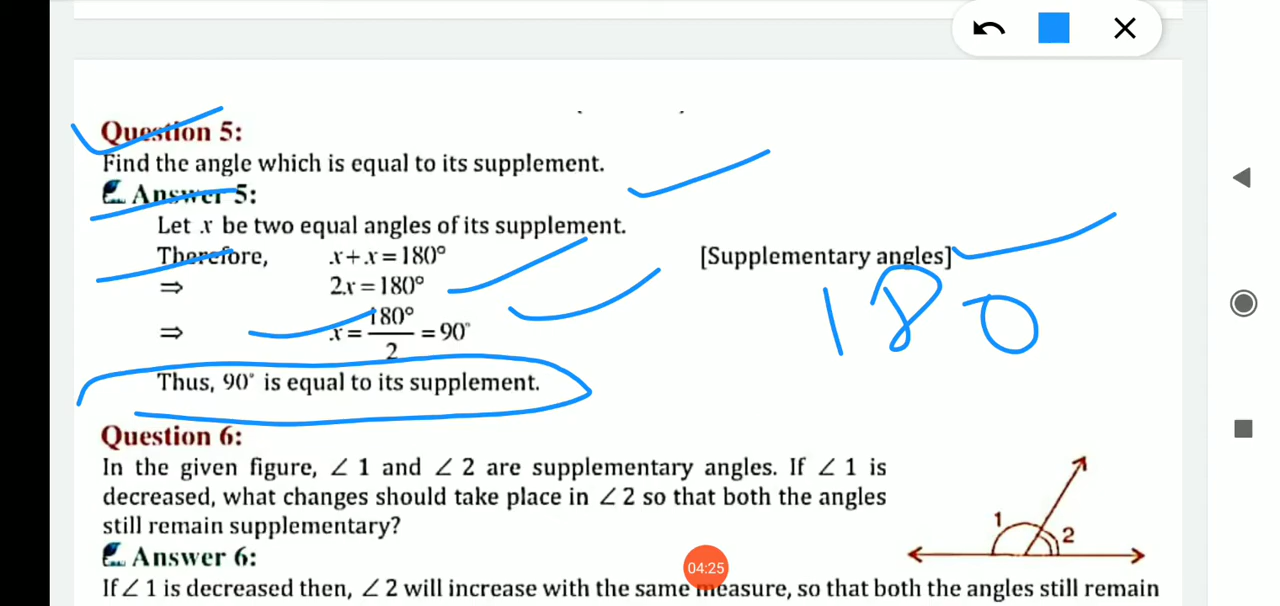 Question 5:
Find the angle which is equal to its supplement.
Answer 5:
Let x be two equal angles of its supplement.
Therefore, x + x = 180° [Supplementary angles]
⇒ 2x = 180°
⇒ x = 180°/2 = 90°
180
Thus, 90° is equal to its supplement.
Question 6:
In the given figure, ∠ 1 and ∠ 2 are supplementary angles. If ∠ 1 is
decreased, what changes should take place in ∠ 2 so that both the angles
still remain supplementary?
1
2
Answer 6:
04:25
If ∠ 1 is decreased then, ∠ 2 will increase with the same measure, so that both the angles still remain